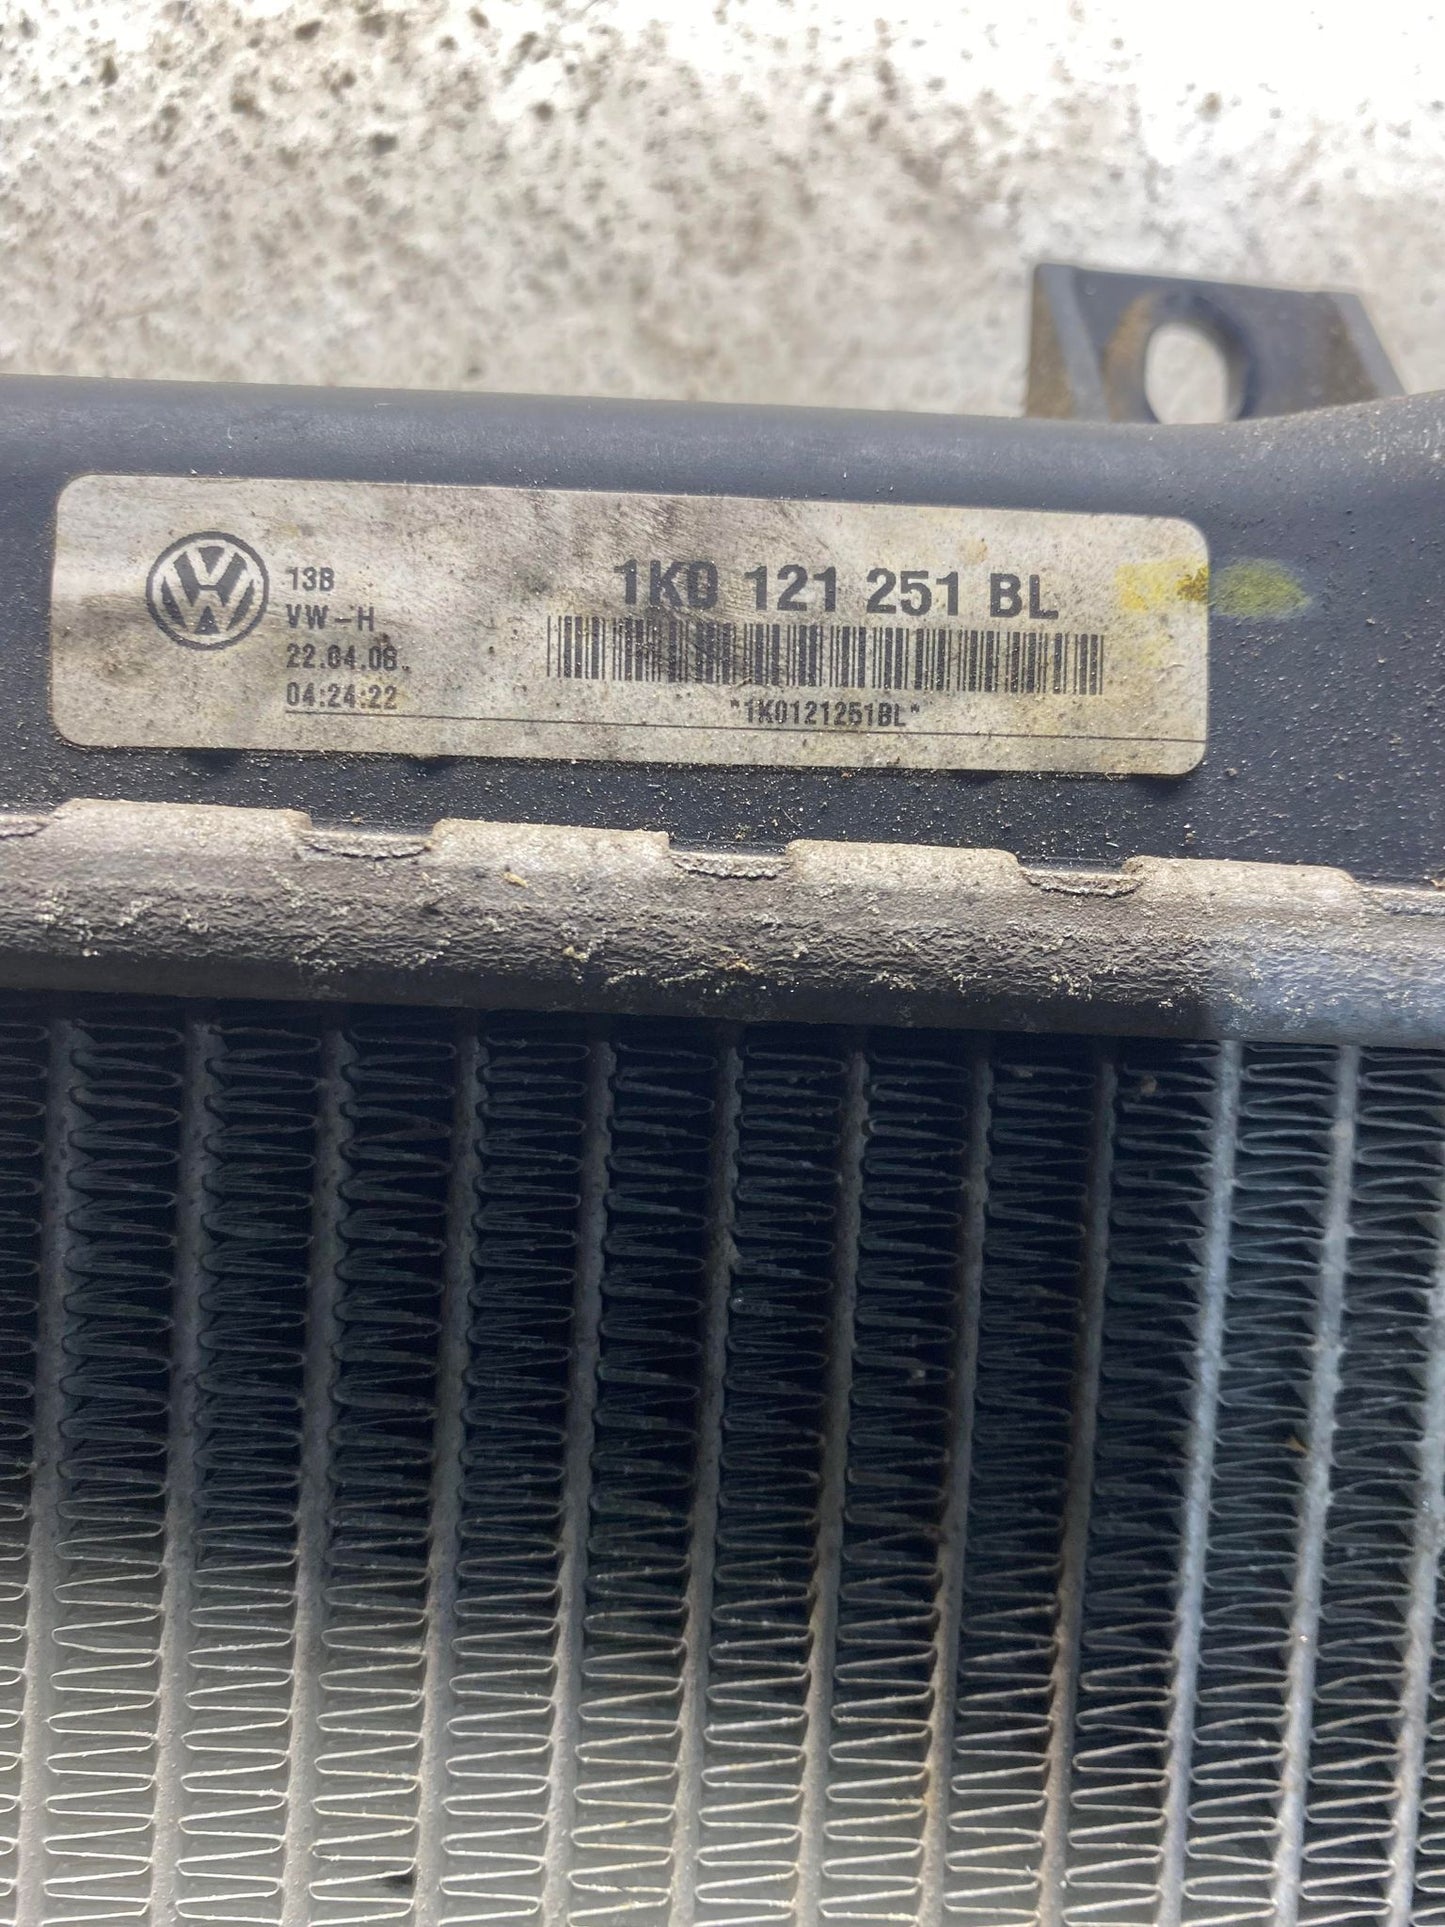 13B
VW-H
22.04.08
04:24:22
1K0 121 251 BL
"1K0121251BL"